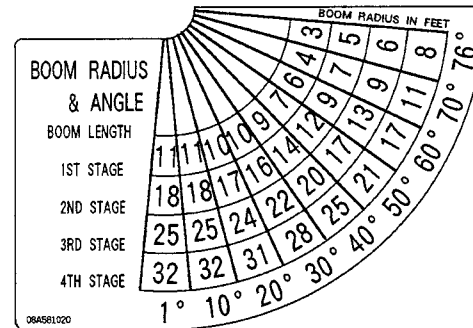 BOOM RADIUS IN FEET
BOOM RADIUS
& ANGLE
BOOM LENGTH
1ST STAGE 11 11 10 10 9 7 6 4 3
2ND STAGE 18 18 17 16 14 12 9 7 5
3RD STAGE 25 25 24 22 20 17 13 9 6
4TH STAGE 32 32 31 28 25 21 17 11 8
1° 10° 20° 30° 40° 50° 60° 70° 76°
08A561020